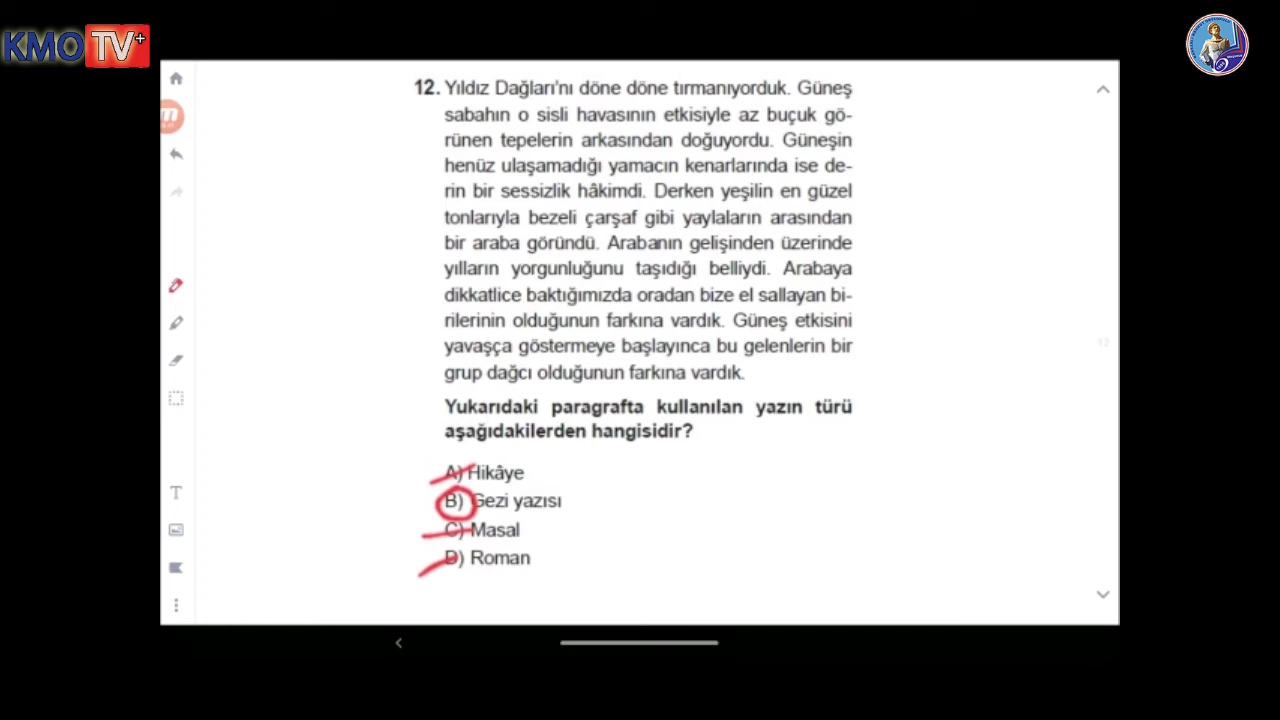 KMO TV+
12. Yıldız Dağları'nı döne döne tırmanıyorduk. Güneş
sabahın o sisli havasının etkisiyle az buçuk gö-
rünen tepelerin arkasından doğuyordu. Güneşin
henüz ulaşamadığı yamacın kenarlarında ise de-
rin bir sessizlik hâkimdi. Derken yeşilin en güzel
tonlarıyla bezeli çarşaf gibi yaylaların arasından
bir araba göründü. Arabanın gelişinden üzerinde
yılların yorgunluğunu taşıdığı belliydi. Arabaya
dikkatlice baktığımızda oradan bize el sallayan bi-
rilerinin olduğunun farkına vardık. Güneş etkisini
yavaşça göstermeye başlayınca bu gelenlerin bir
grup dağcı olduğunun farkına vardık.
Yukarıdaki paragrafta kullanılan yazın türü
aşağıdakilerden hangisidir?
A) Hikâye
B) Gezi yazısı
C) Masal
D) Roman
12
T